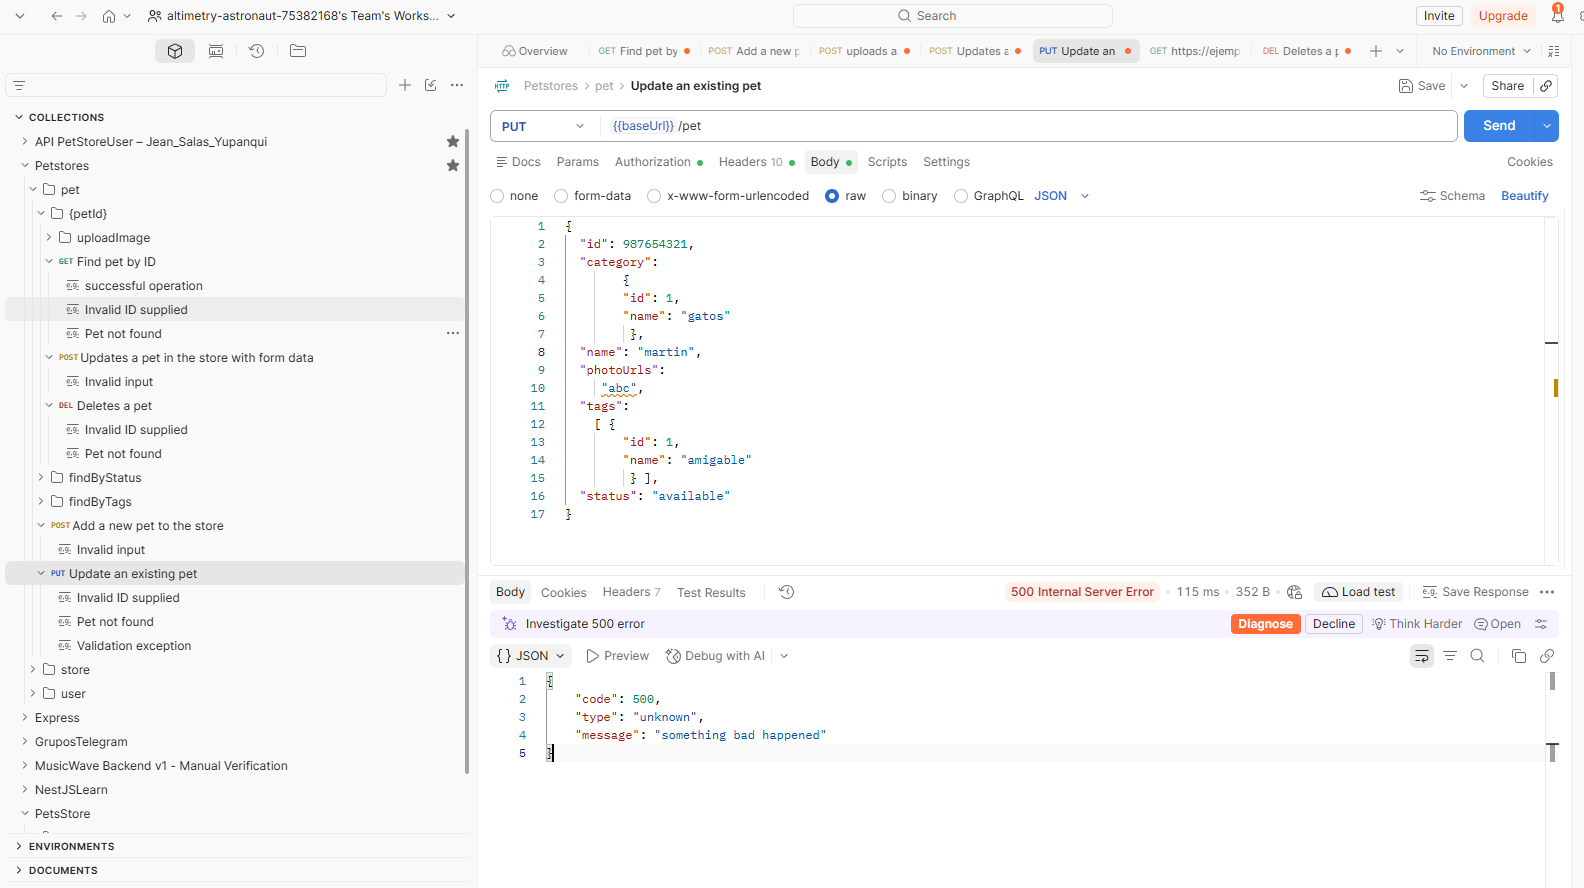 altimetry-astronaut-75382168's Team's Works...
Search
Invite
Upgrade
1
Overview
GET Find pet by
POST Add a new p
POST uploads a
POST Updates a
PUT Update an
GET https://ejemp
DEL Deletes a p
No Environment
COLLECTIONS
API PetStoreUser – Jean_Salas_Yupanqui
Petstores
pet
{petId}
uploadImage
GET Find pet by ID
e.g. successful operation
e.g. Invalid ID supplied
e.g. Pet not found
POST Updates a pet in the store with form data
e.g. Invalid input
DEL Deletes a pet
e.g. Invalid ID supplied
e.g. Pet not found
findByStatus
findByTags
POST Add a new pet to the store
e.g. Invalid input
PUT Update an existing pet
e.g. Invalid ID supplied
e.g. Pet not found
e.g. Validation exception
store
user
Express
GruposTelegram
MusicWave Backend v1 - Manual Verification
NestJSLearn
PetsStore
ENVIRONMENTS
DOCUMENTS
HTTP Petstores > pet > Update an existing pet
Save
Share
PUT
{{baseUrl}} /pet
Send
Docs
Params
Authorization
Headers 10
Body
Scripts
Settings
Cookies
none
form-data
x-www-form-urlencoded
raw
binary
GraphQL
JSON
Schema
Beautify
1 {
2 "id": 987654321,
3 "category":
4 {
5 "id": 1,
6 "name": "gatos"
7 },
8 "name": "martin",
9 "photoUrls":
10 "abc",
11 "tags":
12 [ {
13 "id": 1,
14 "name": "amigable"
15 } ],
16 "status": "available"
17 }
Body
Cookies
Headers 7
Test Results
500 Internal Server Error
115 ms
352 B
Load test
e.g. Save Response
Investigate 500 error
Diagnose
Decline
Think Harder
Open
{} JSON
Preview
Debug with AI
1 {
2 "code": 500,
3 "type": "unknown",
4 "message": "something bad happened"
5 }